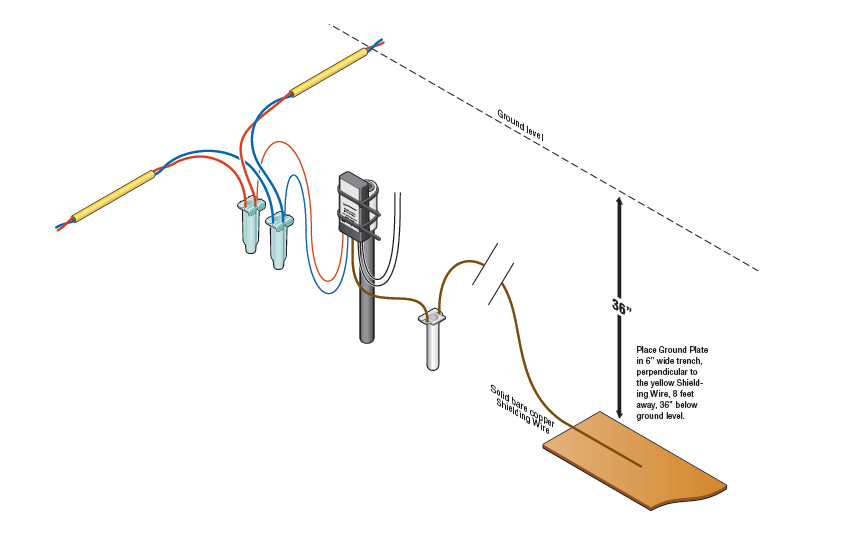 Ground level
36"
Place Ground Plate
in 6" wide trench,
perpendicular to
the yellow Shield-
ing Wire, 8 feet
away, 36" below
ground level.
Solid bare copper
Shielding Wire